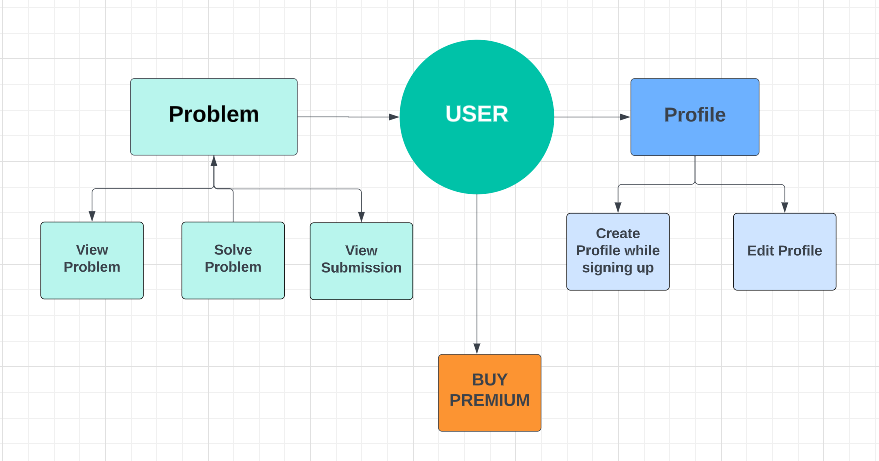 Problem
USER
Profile
View
Problem
Solve
Problem
View
Submission
Create
Profile while
signing up
Edit Profile
BUY
PREMIUM